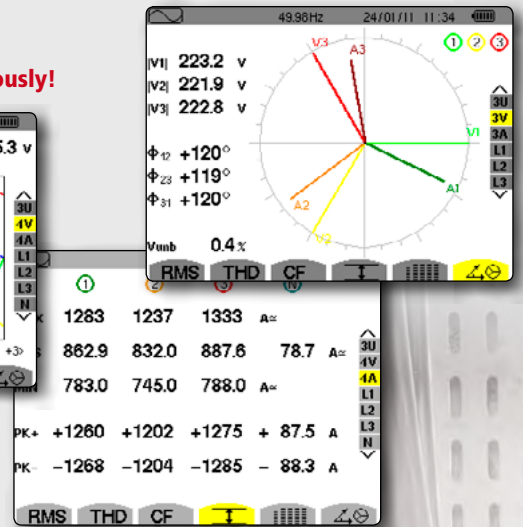 ously!
49.98Hz 24/01/11 11:34
|V1| 223.2 v
|V2| 221.9 v
|V3| 222.8 v
Φ12 +120°
Φ23 +119°
Φ31 +120°
Vunb 0.4%
V3
A3
V1
A1
A2
V2
1 2 3
3U
3V
3A
L1
L2
L3
RMS THD CF
5.3 v
3U
4V
4A
L1
L2
L3
N
+3>
1 2 3 N
1283 1237 1333 A≃
862.9 832.0 887.6 78.7 A≃
783.0 745.0 788.0 A≃
PK+ +1260 +1202 +1275 + 87.5 A
PK- -1268 -1204 -1285 - 88.3 A
3U
4V
4A
L1
L2
L3
N
RMS THD CF